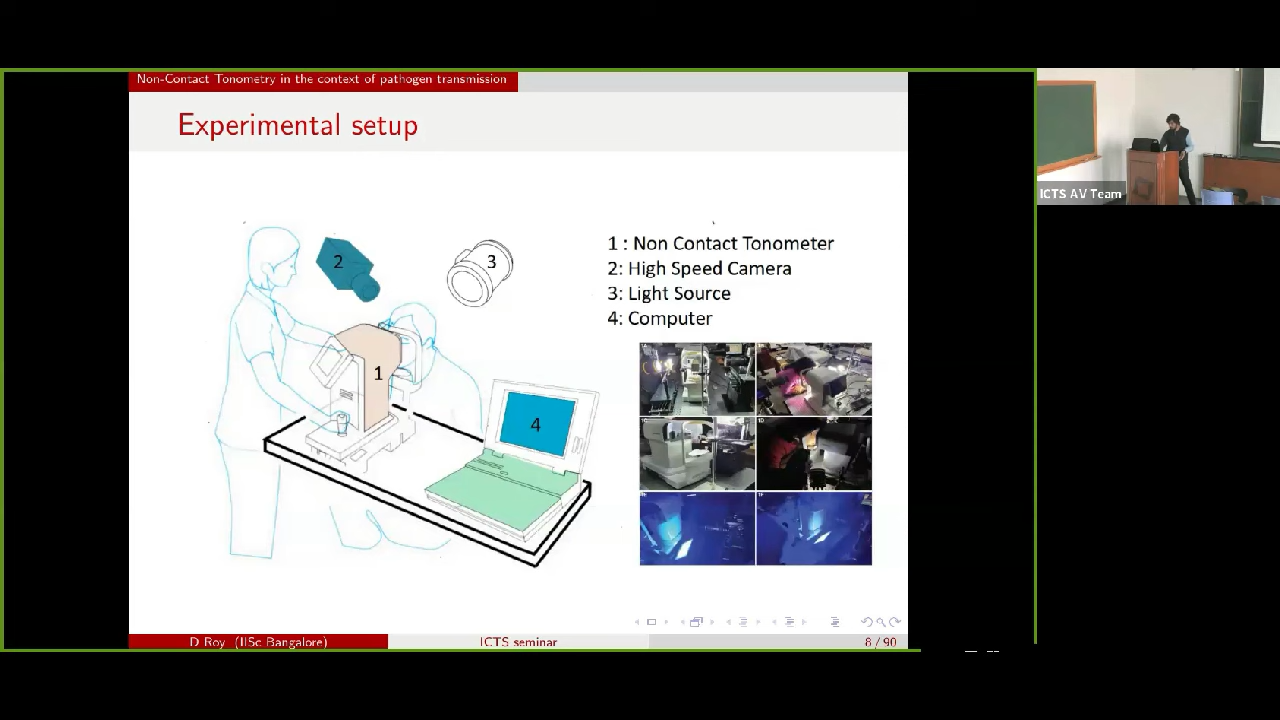 Non-Contact Tonometry in the context of pathogen transmission
Experimental setup
2
3
1
4
1 : Non Contact Tonometer
2: High Speed Camera
3: Light Source
4: Computer
D Roy (IISc Bangalore)
ICTS seminar
8 / 90
ICTS AV Team